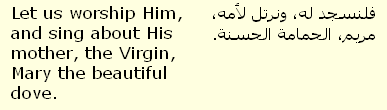 Let us worship Him,
and sing about His
mother, the Virgin,
Mary the beautiful
dove.
فلنسجد له، ونرتل لأمه،
مريم، الحمامة الحسنة.